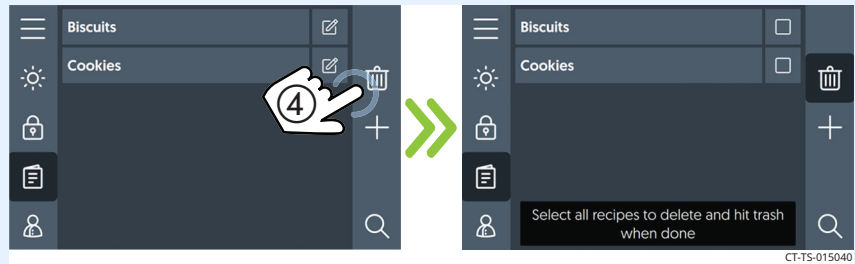 Biscuits
Cookies
4
Biscuits
Cookies
Select all recipes to delete and hit trash
when done
CT-TS-015040